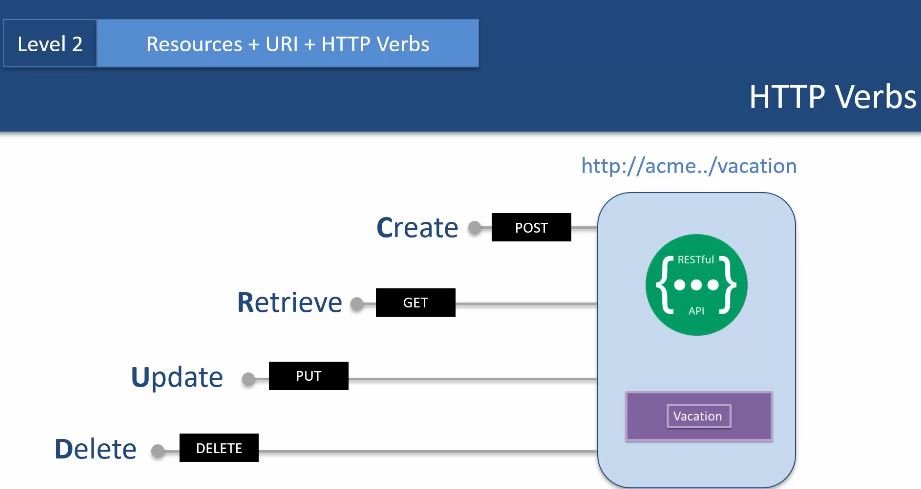 Level 2
Resources + URI + HTTP Verbs
HTTP Verbs
http://acme../vacation
Create
POST
RESTful
{•••}
API
Retrieve
GET
Update
PUT
Vacation
Delete
DELETE